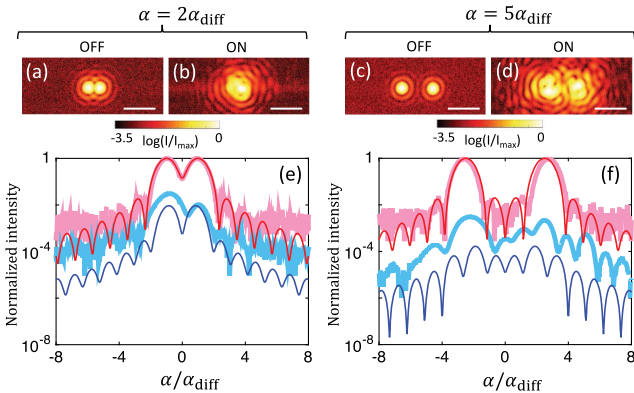 α = 2α_diff
α = 5α_diff
OFF ON OFF ON
(a) (b) (c) (d)
-3.5 0 -3.5 0
log(I/I_max) log(I/I_max)
(e) (f)
Normalized intensity
1
10^-4
10^-8
-8 -4 0 4 8
α/α_diff
Normalized intensity
1
10^-4
10^-8
-8 -4 0 4 8
α/α_diff